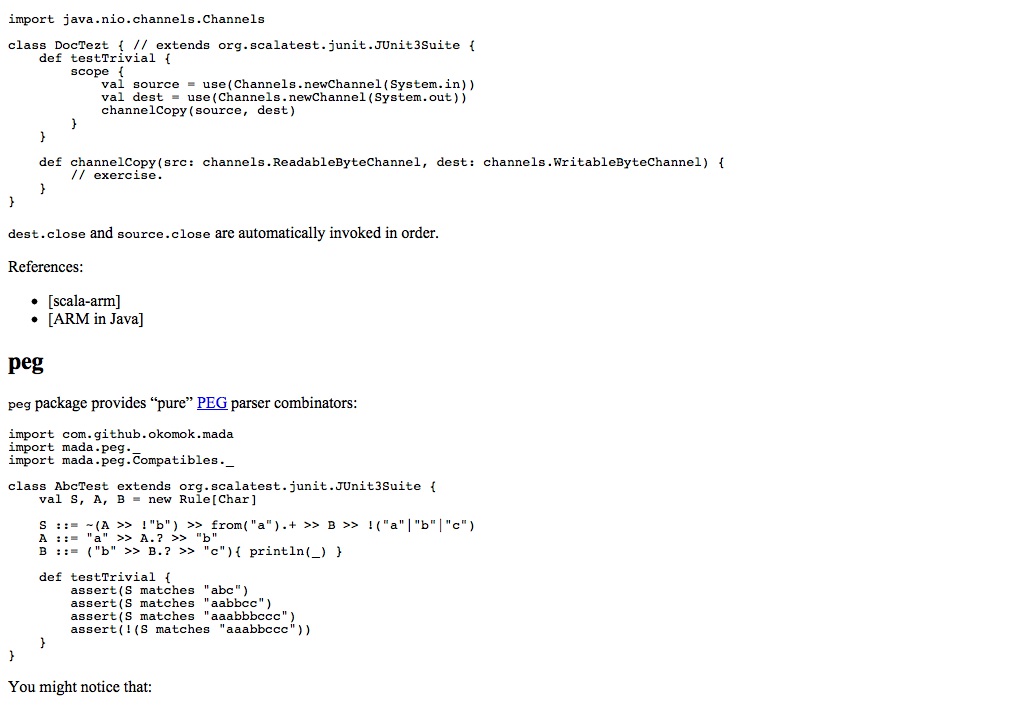 import java.nio.channels.Channels

class DocTezt { // extends org.scalatest.junit.JUnit3Suite {
    def testTrivial {
        scope {
            val source = use(Channels.newChannel(System.in))
            val dest = use(Channels.newChannel(System.out))
            channelCopy(source, dest)
        }
    }

    def channelCopy(src: channels.ReadableByteChannel, dest: channels.WritableByteChannel) {
        // exercise.
    }
}

dest.close and source.close are automatically invoked in order.

References:

• [scala-arm]
• [ARM in Java]

peg

peg package provides “pure” PEG parser combinators:

import com.github.okomok.mada
import mada.peg._
import mada.peg.Compatibles._

class AbcTest extends org.scalatest.junit.JUnit3Suite {
    val S, A, B = new Rule[Char]

    S ::= ~(A >> !"b") >> from("a").+ >> B >> !("a"|"b"|"c")
    A ::= "a" >> A.? >> "b"
    B ::= ("b" >> B.? >> "c"){ println(_) }

    def testTrivial {
        assert(S matches "abc")
        assert(S matches "aabbcc")
        assert(S matches "aaabbbccc")
        assert(!(S matches "aaabbccc"))
    }
}

You might notice that: